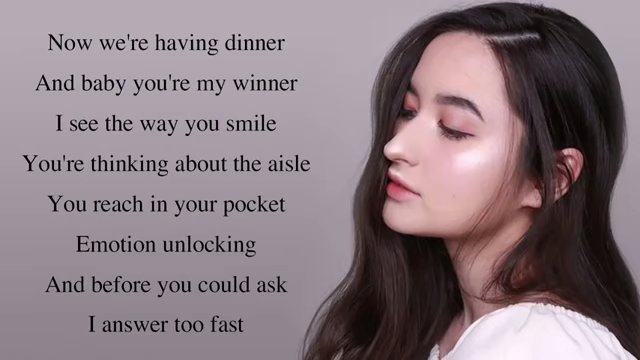 Now we're having dinner
And baby you're my winner
I see the way you smile
You're thinking about the aisle
You reach in your pocket
Emotion unlocking
And before you could ask
I answer too fast